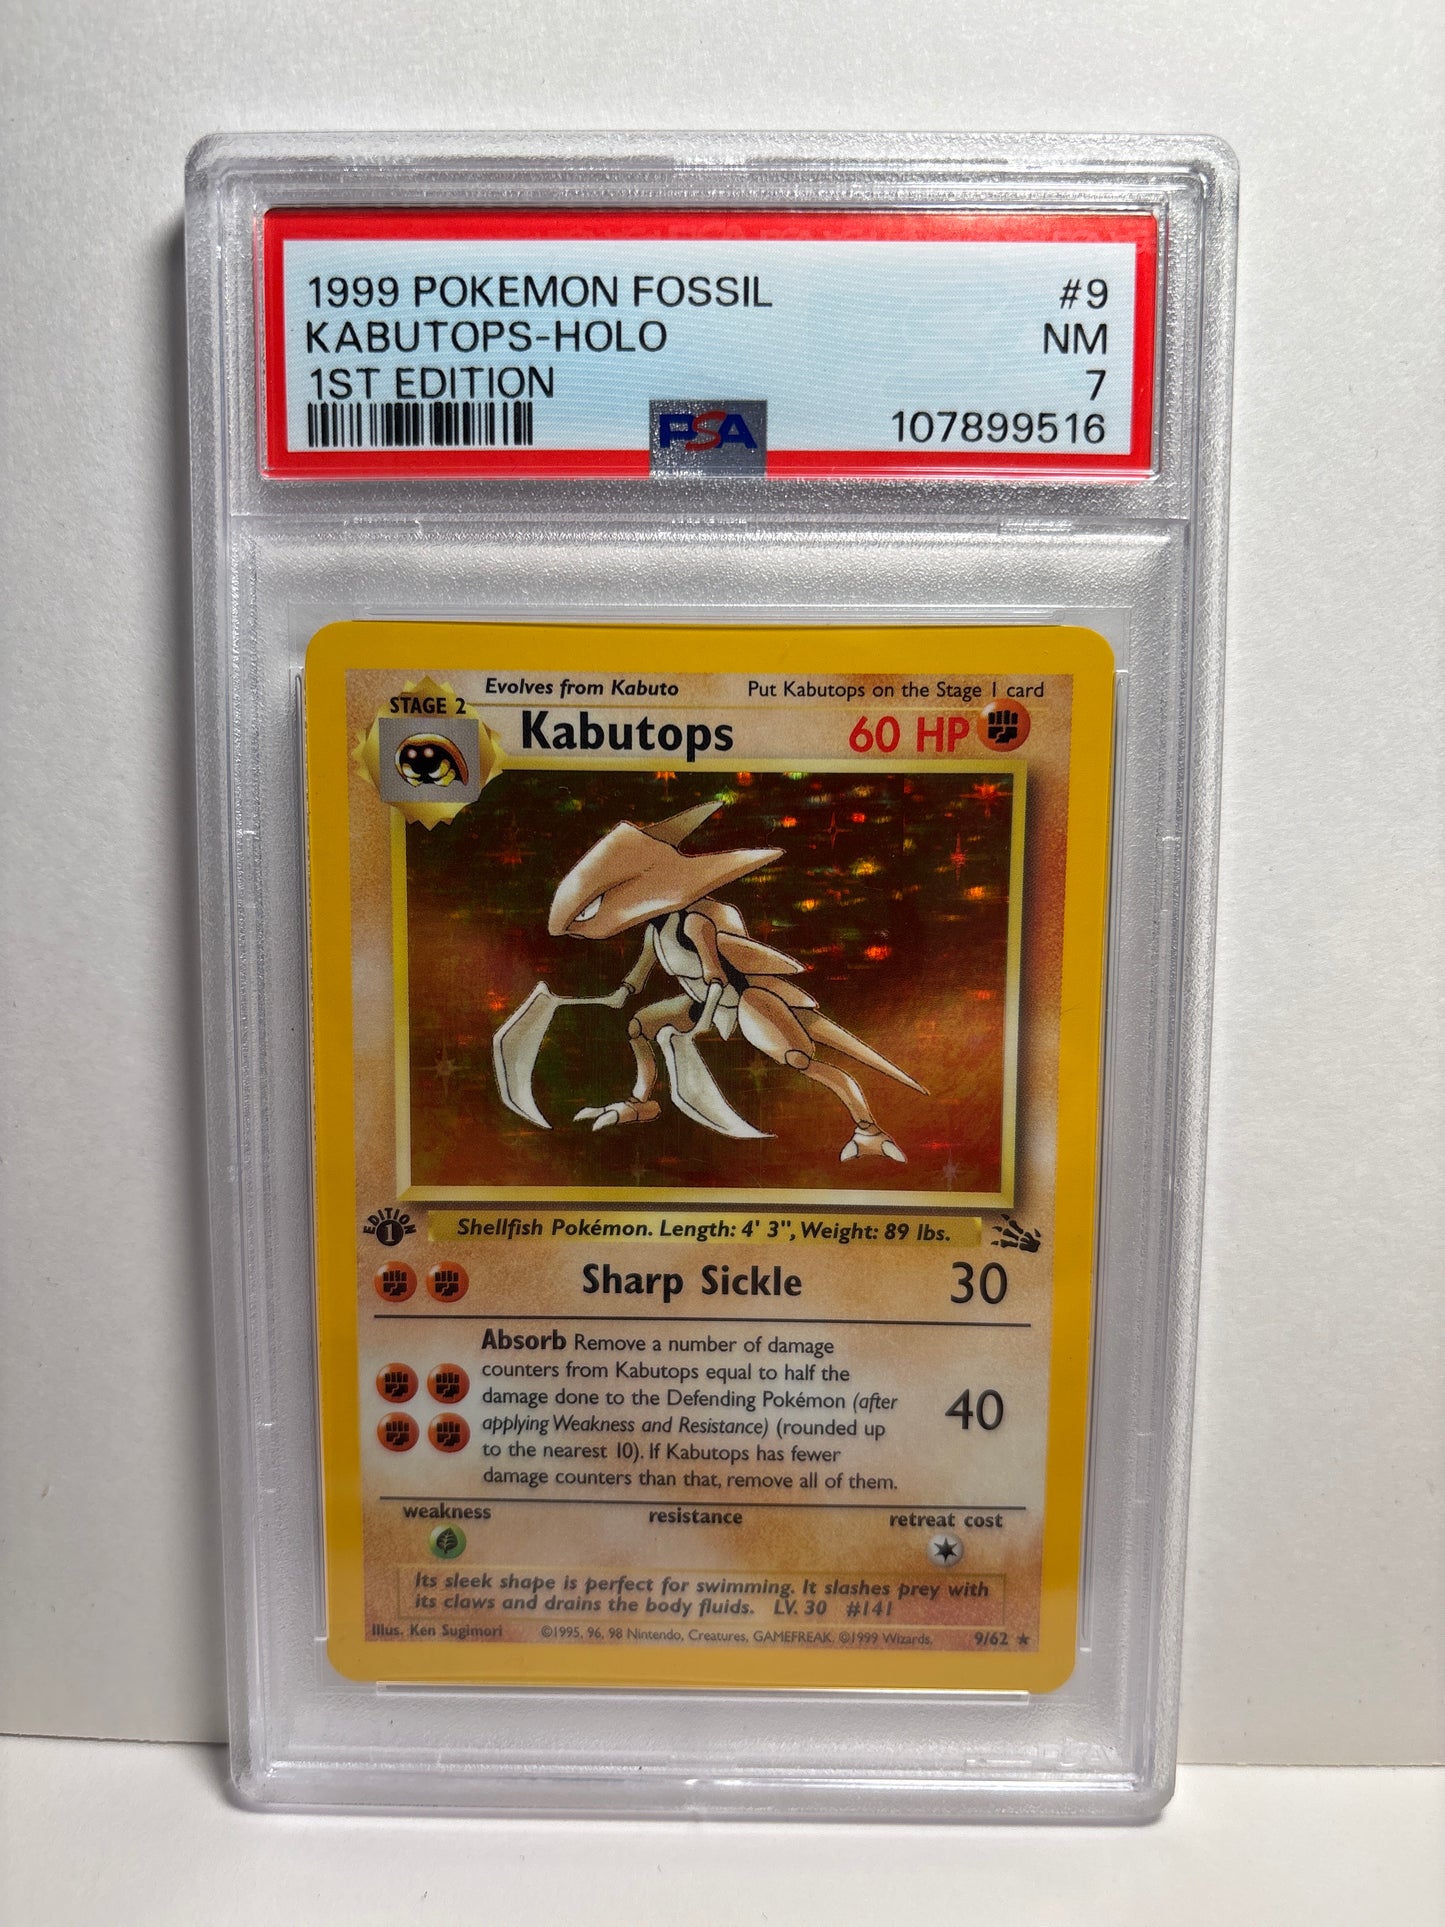 1999 POKEMON FOSSIL #9
KABUTOPS-HOLO NM
1ST EDITION 7
PSA 107899516
Evolves from Kabuto Put Kabutops on the Stage 1 card
STAGE 2
Kabutops 60 HP
EDITION 1
Shellfish Pokémon. Length: 4' 3", Weight: 89 lbs.
Sharp Sickle 30
Absorb Remove a number of damage
counters from Kabutops equal to half the
damage done to the Defending Pokémon (after
applying Weakness and Resistance) (rounded up
to the nearest 10). If Kabutops has fewer
damage counters than that, remove all of them.
40
weakness resistance retreat cost
Its sleek shape is perfect for swimming. It slashes prey with
its claws and drains the body fluids. LV. 30 #141
Illus. Ken Sugimori ©1995, 96, 98 Nintendo, Creatures, GAMEFREAK. ©1999 Wizards. 9/62 ★